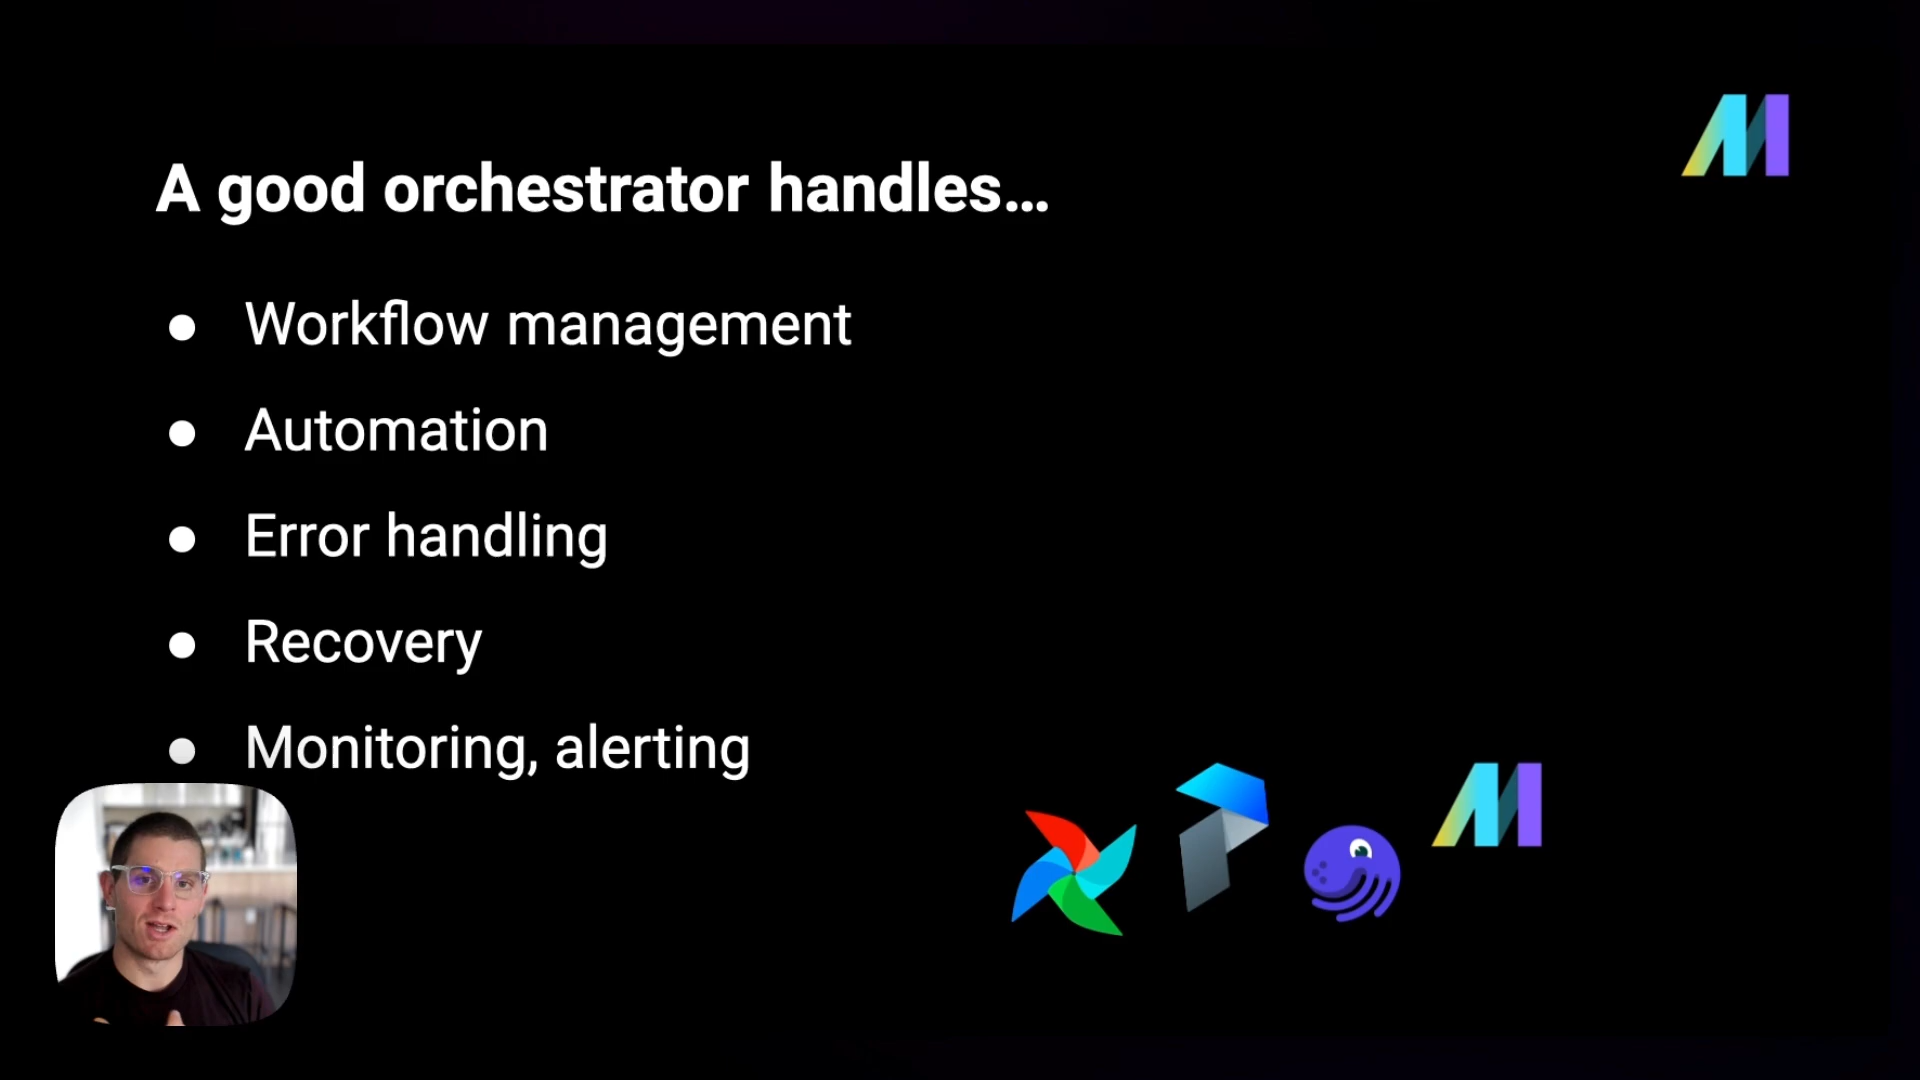 A good orchestrator handles…
● Workflow management
● Automation
● Error handling
● Recovery
● Monitoring, alerting